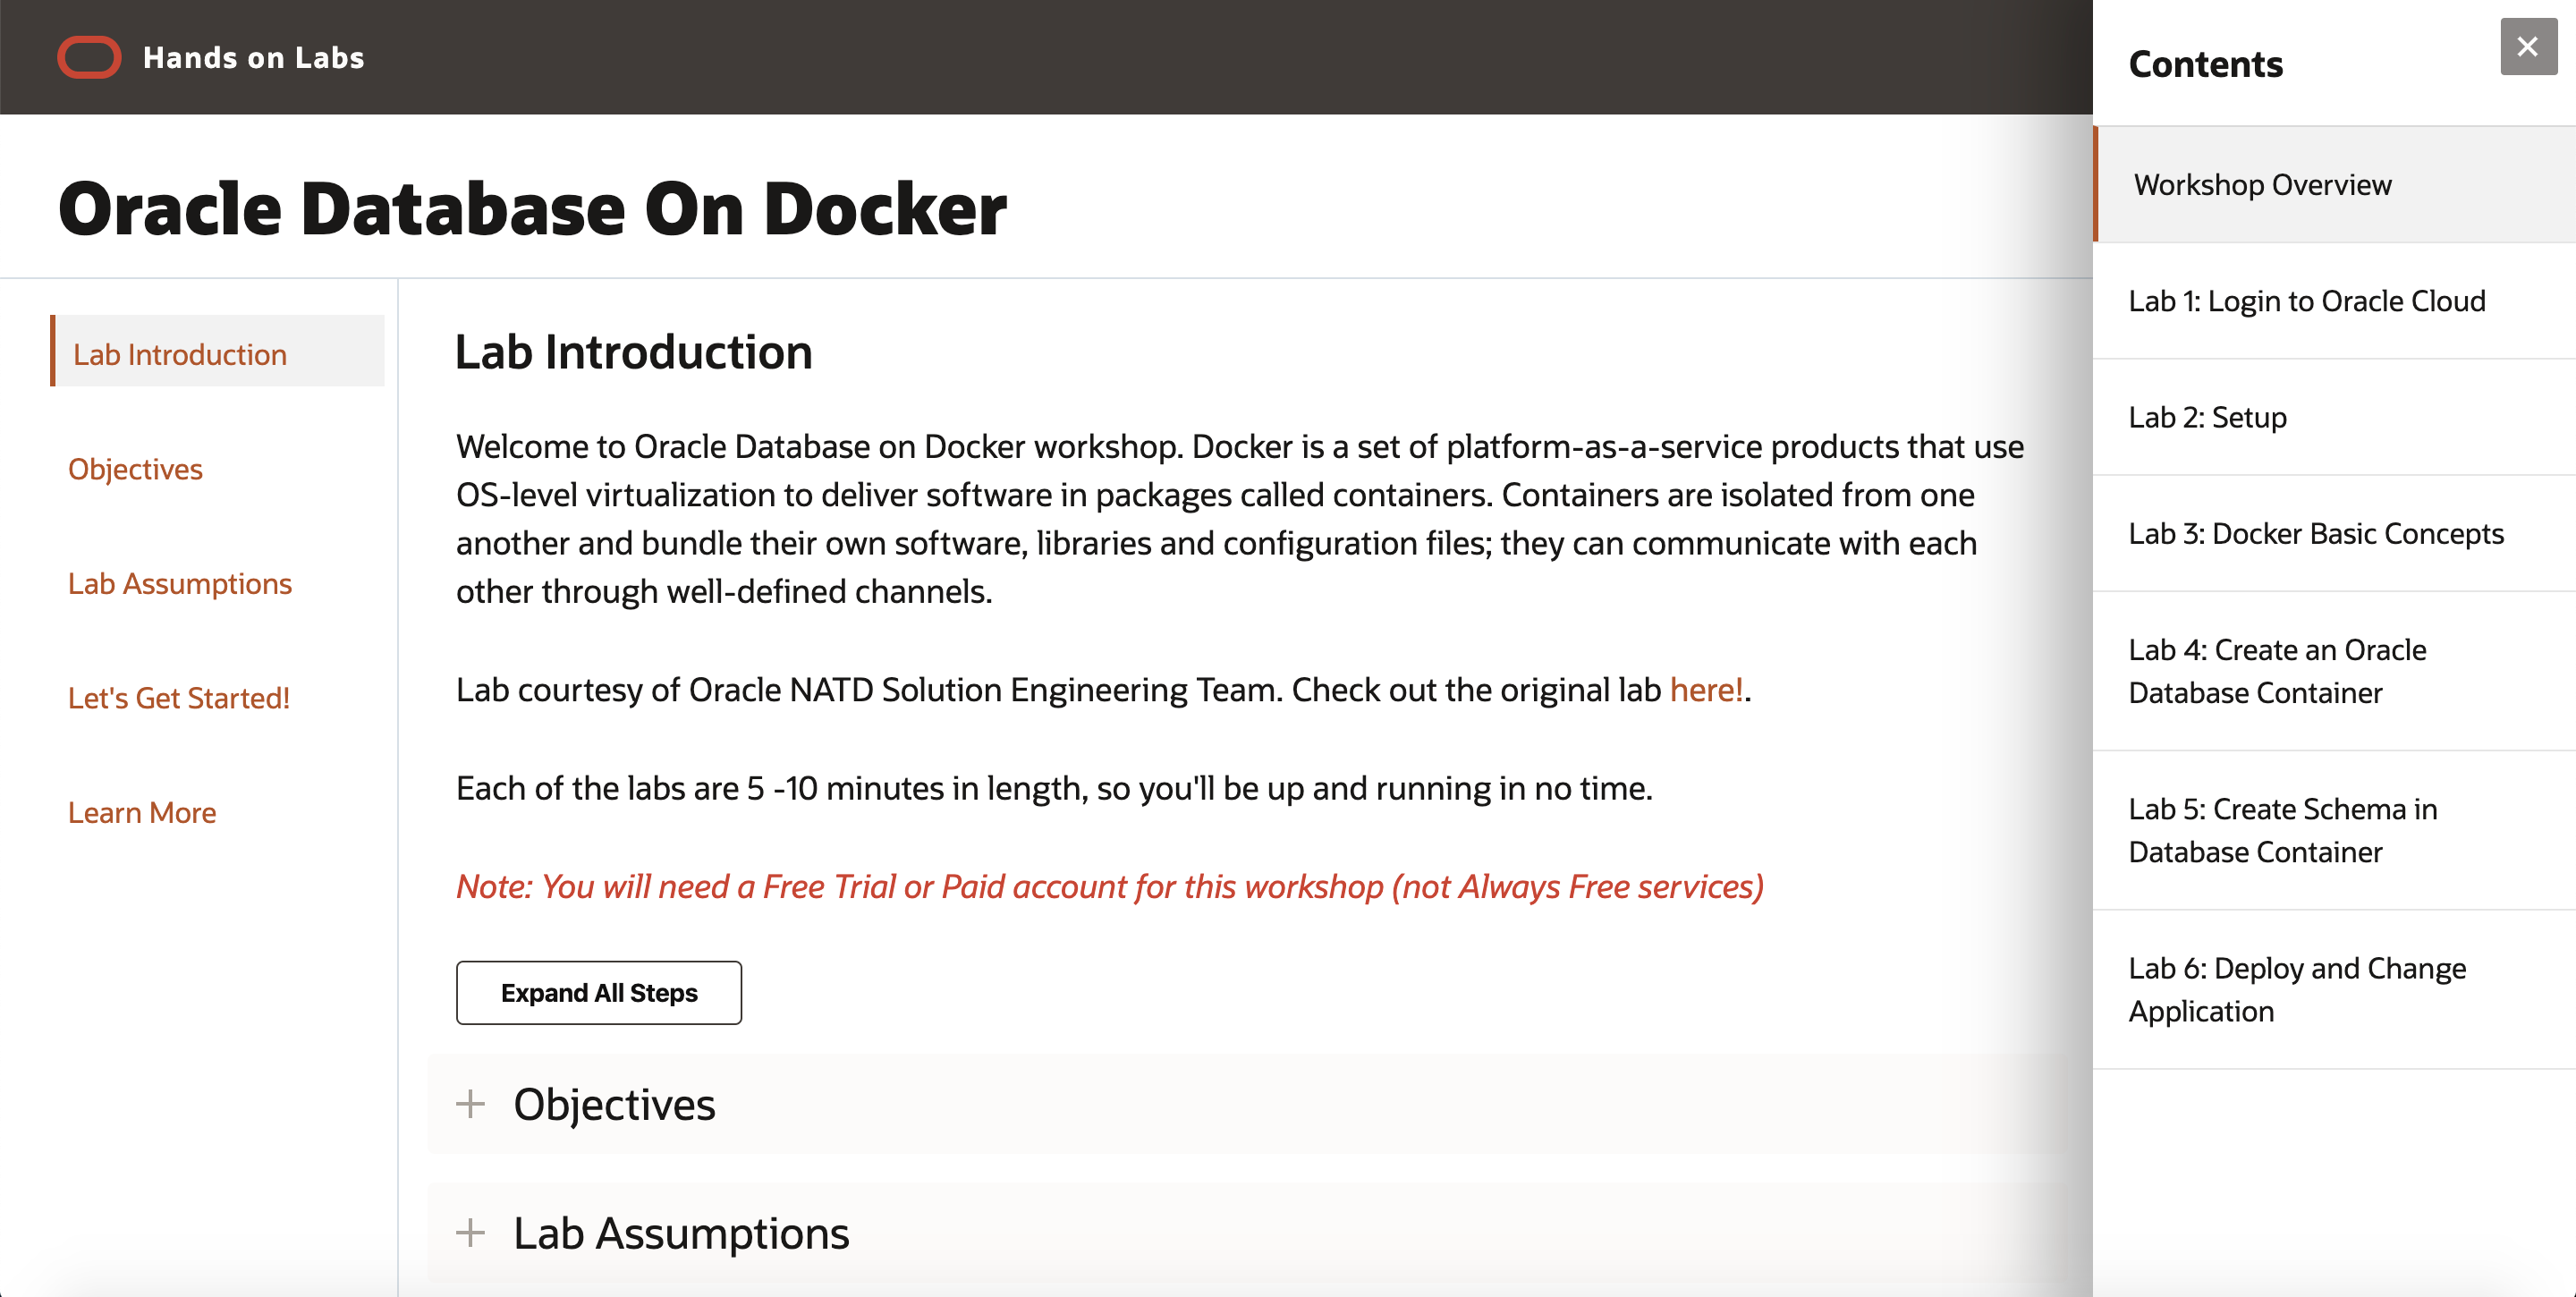 Hands on Labs
Oracle Database On Docker
Lab Introduction
Objectives
Lab Assumptions
Let's Get Started!
Learn More
Lab Introduction
Welcome to Oracle Database on Docker workshop. Docker is a set of platform-as-a-service products that use
OS-level virtualization to deliver software in packages called containers. Containers are isolated from one
another and bundle their own software, libraries and configuration files; they can communicate with each
other through well-defined channels.
Lab courtesy of Oracle NATD Solution Engineering Team. Check out the original lab here!.
Each of the labs are 5 -10 minutes in length, so you'll be up and running in no time.
Note: You will need a Free Trial or Paid account for this workshop (not Always Free services)
Expand All Steps
Objectives
Lab Assumptions
Contents
Workshop Overview
Lab 1: Login to Oracle Cloud
Lab 2: Setup
Lab 3: Docker Basic Concepts
Lab 4: Create an Oracle
Database Container
Lab 5: Create Schema in
Database Container
Lab 6: Deploy and Change
Application